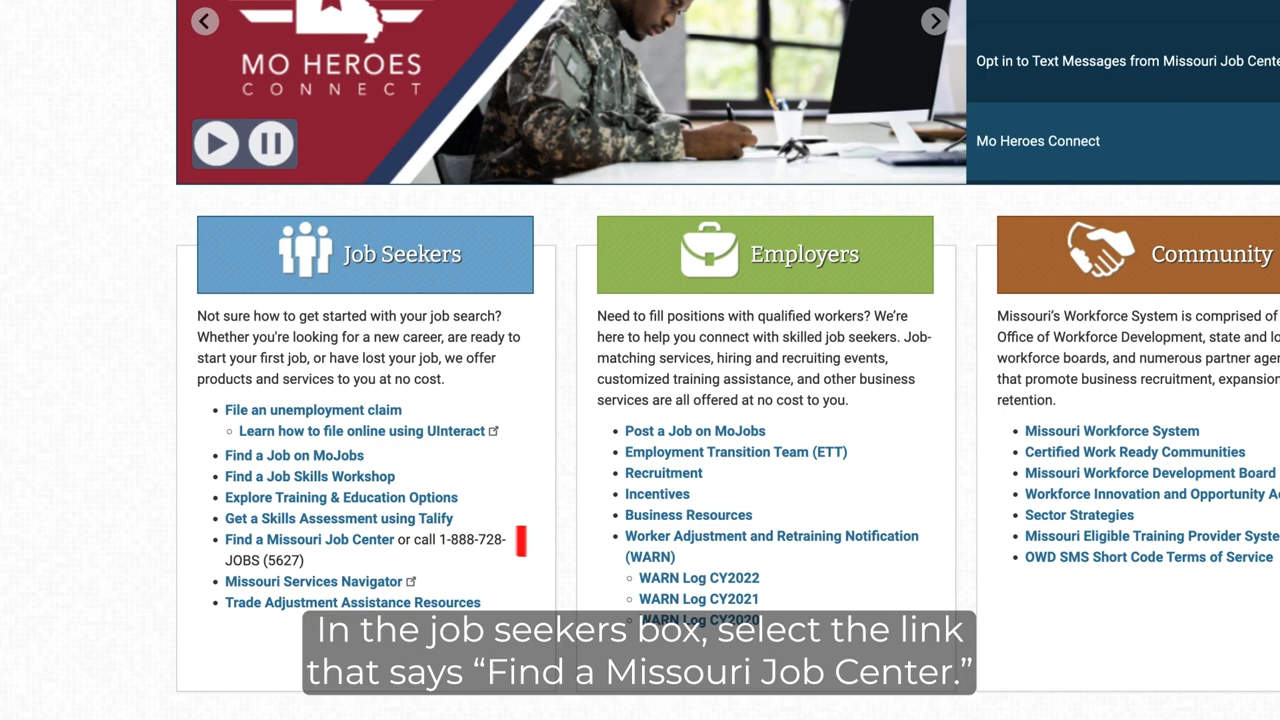 MO HEROES
CONNECT
Opt in to Text Messages from Missouri Job
Mo Heroes Connect
Job Seekers
Not sure how to get started with your job search?
Whether you're looking for a new career, are ready to
start your first job, or have lost your job, we offer
products and services to you at no cost.
File an unemployment claim
Learn how to file online using UInteract
Find a Job on MoJobs
Find a Job Skills Workshop
Explore Training & Education Options
Get a Skills Assessment using Talify
Find a Missouri Job Center or call 1-888-728-
JOBS (5627)
Missouri Services Navigator
Trade Adjustment Assistance Resources
Employers
Need to fill positions with qualified workers? We’re
here to help you connect with skilled job seekers. Job-
matching services, hiring and recruiting events,
customized training assistance, and other business
services are all offered at no cost to you.
Post a Job on MoJobs
Employment Transition Team (ETT)
Recruitment
Incentives
Business Resources
Worker Adjustment and Retraining Notification
(WARN)
WARN Log CY2022
WARN Log CY2021
WARN Log CY2020
Community
Missouri’s Workforce System is comprised of
Office of Workforce Development, state and
workforce boards, and numerous partner
that promote business recruitment,
retention.
Missouri Workforce System
Certified Work Ready Communities
Missouri Workforce Development Board
Workforce Innovation and Opportunity
Sector Strategies
Missouri Eligible Training Provider
OWD SMS Short Code Terms of Service
In the job seekers box, select the link
that says “Find a Missouri Job Center.”